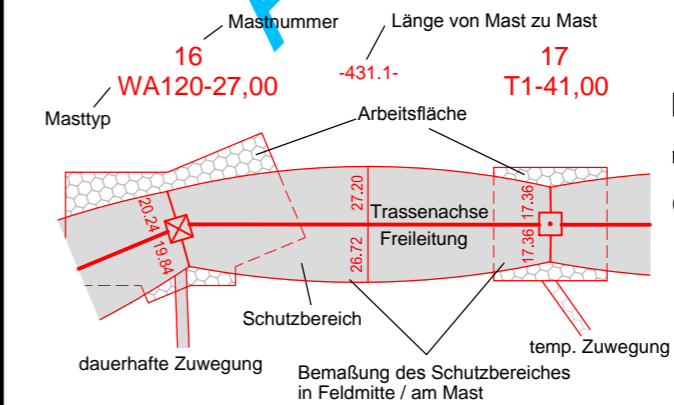 Mastnummer
Länge von Mast zu Mast
16
-431.1-
17
WA120-27,00
T1-41,00
Masttyp
Arbeitsfläche
20.24
27.20
17.36
Trassenachse
Freileitung
19.84
26.72
17.36
Schutzbereich
dauerhafte Zuwegung
temp. Zuwegung
Bemaßung des Schutzbereiches
in Feldmitte / am Mast